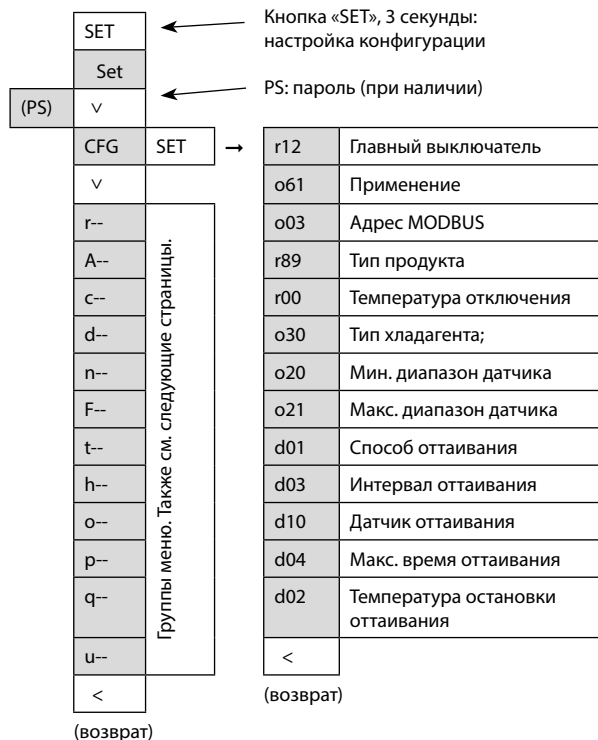 SET
Кнопка «SET», 3 секунды:
настройка конфигурации
Set
(PS)
˅
PS: пароль (при наличии)
CFG
SET
→
˅
r--
A--
c--
d--
n--
F--
t--
h--
o--
p--
q--
u--
<
(возврат)
Группы меню. Также см. следующие страницы.
r12 Главный выключатель
o61 Применение
o03 Адрес MODBUS
r89 Тип продукта
r00 Температура отключения
o30 Тип хладагента;
o20 Мин. диапазон датчика
o21 Макс. диапазон датчика
d01 Способ оттаивания
d03 Интервал оттаивания
d10 Датчик оттаивания
d04 Макс. время оттаивания
d02 Температура остановки
оттаивания
<
(возврат)